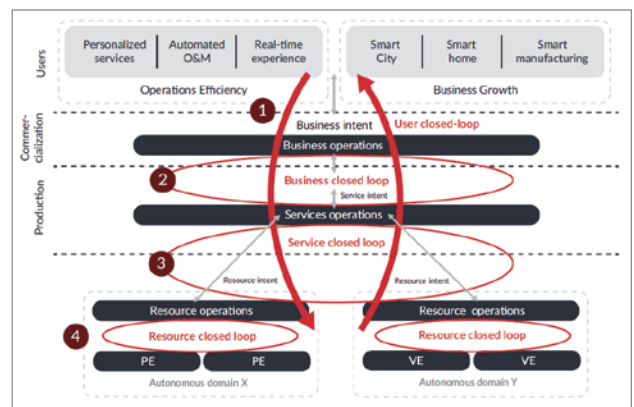 Users
Personalized services
Automated O&M
Real-time experience
Smart City
Smart home
Smart manufacturing
Operations Efficiency
Business Growth
Commer-
cialization
1
Business intent
User closed-loop
Business operations
Production
2
Business closed loop
Service intent
Services operations
Service closed loop
3
Resource intent
Resource intent
Resource operations
Resource operations
4
Resource closed loop
Resource closed loop
PE
PE
VE
VE
Autonomous domain X
Autonomous domain Y